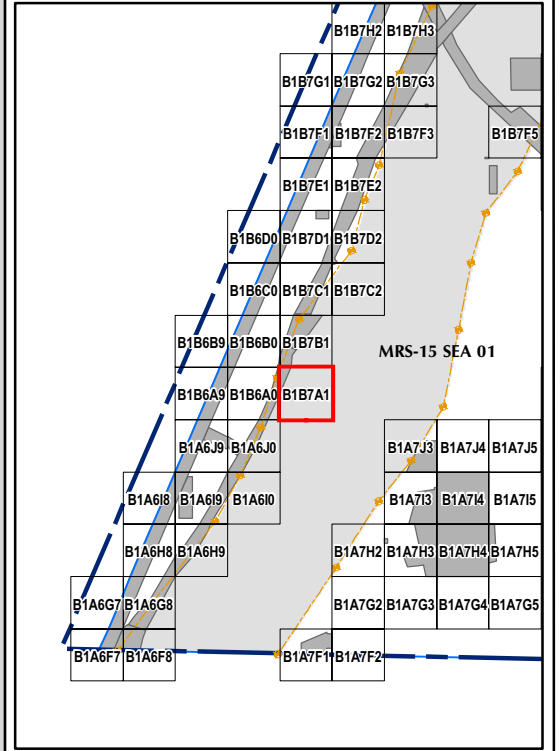 B1B7H2 B1B7H3
B1B7G1 B1B7G2 B1B7G3
B1B7F1 B1B7F2 B1B7F3 B1B7F5
B1B7E1 B1B7E2
B1B6D0 B1B7D1 B1B7D2
B1B6C0 B1B7C1 B1B7C2
B1B6B9 B1B6B0 B1B7B1
MRS-15 SEA 01
B1B6A9 B1B6A0 B1B7A1
B1A6J9 B1A6J0 B1A7J3 B1A7J4 B1A7J5
B1A6I8 B1A6I9 B1A6I0 B1A7I3 B1A7I4 B1A7I5
B1A6H8 B1A6H9 B1A7H2 B1A7H3 B1A7H4 B1A7H5
B1A6G7 B1A6G8 B1A7G2 B1A7G3 B1A7G4 B1A7G5
B1A6F7 B1A6F8 B1A7F1 B1A7F2